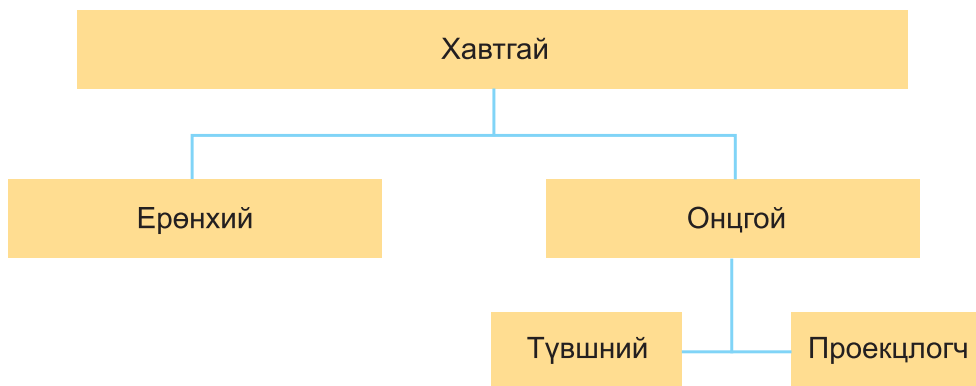 Хавтгай
Ерөнхий
Онцгой
Түвшний
Проекцлогч